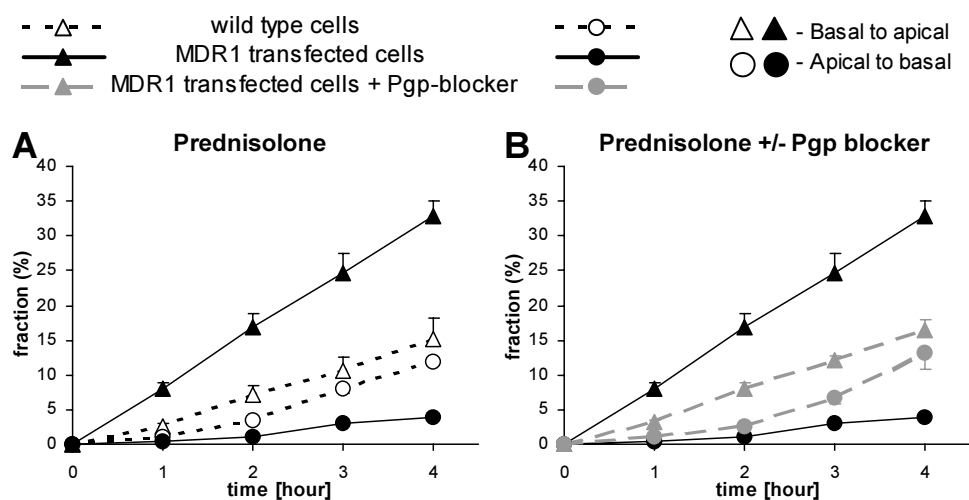 wild type cells
MDR1 transfected cells
MDR1 transfected cells + Pgp-blocker
- Basal to apical
- Apical to basal
A
Prednisolone
fraction (%)
40
35
30
25
20
15
10
5
0
0 1 2 3 4
time [hour]
B
Prednisolone +/- Pgp blocker
fraction (%)
40
35
30
25
20
15
10
5
0
0 1 2 3 4
time [hour]